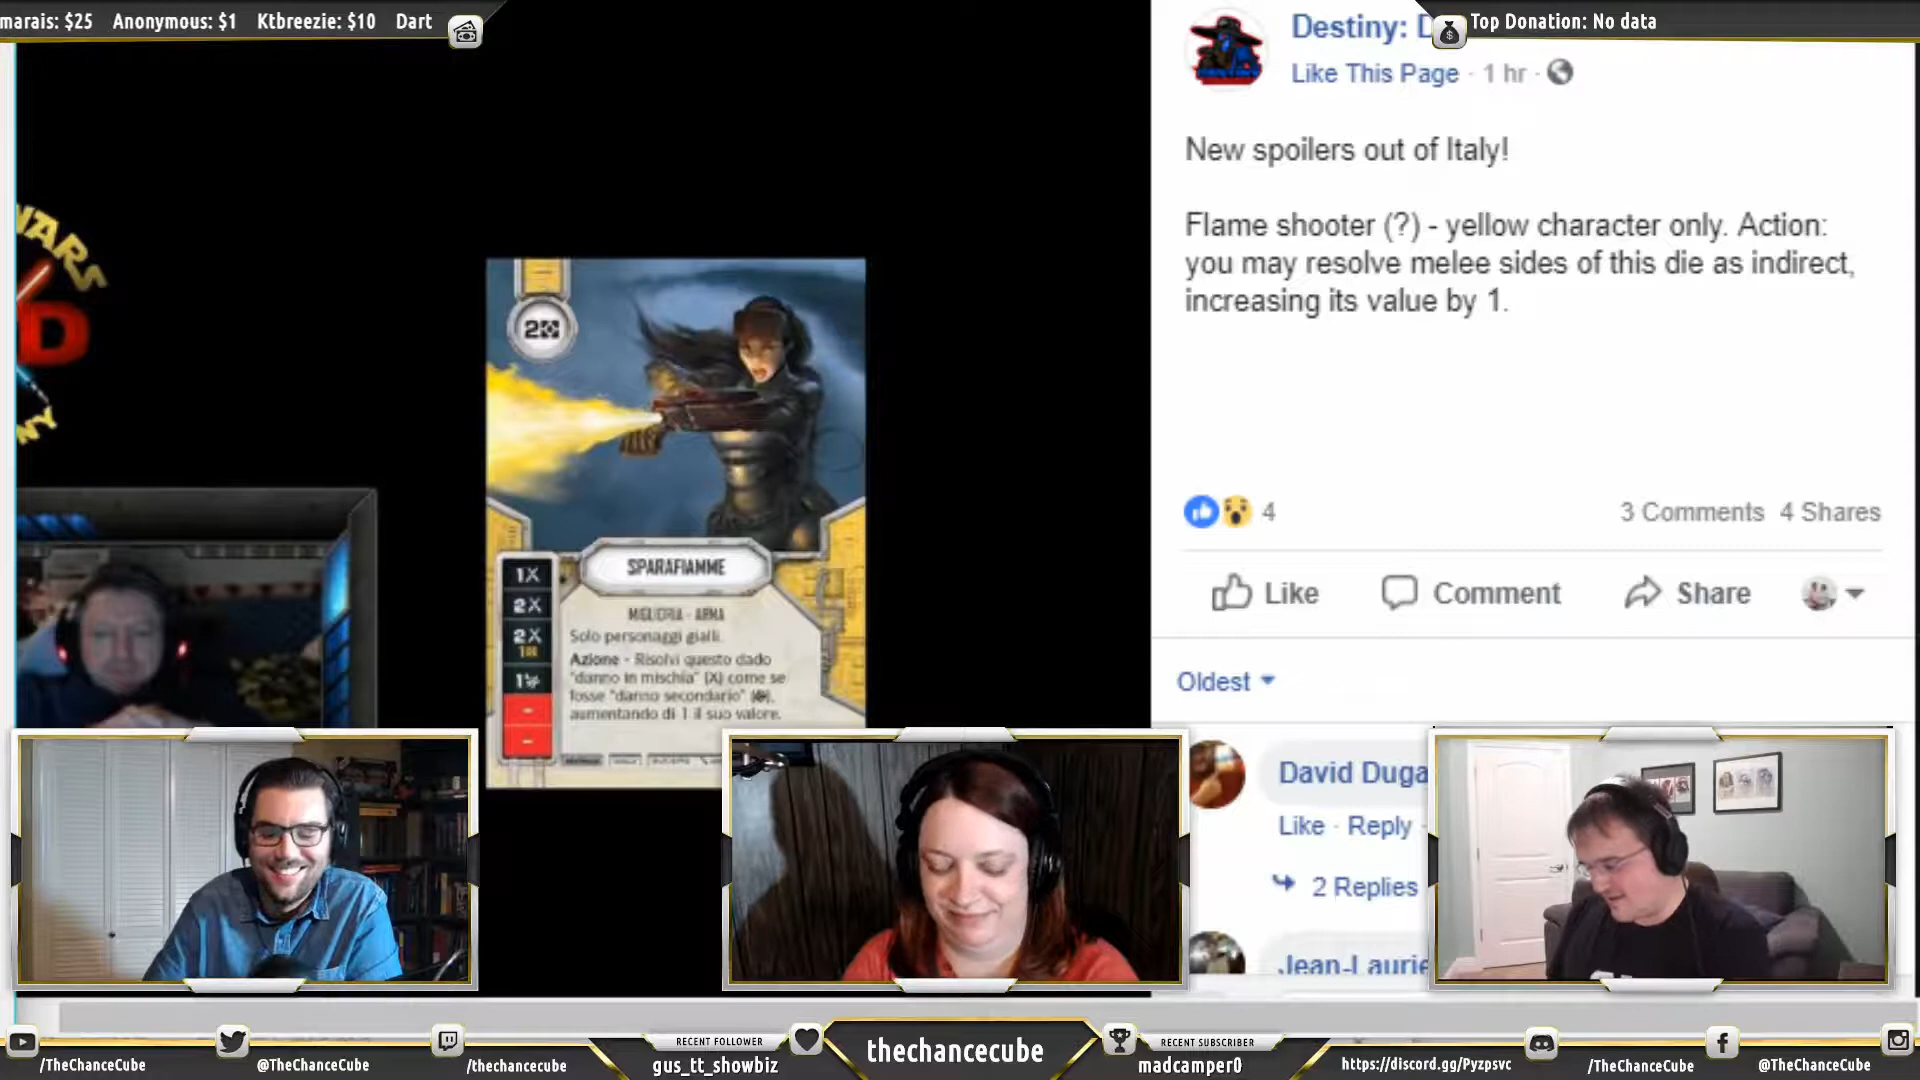 marais: $25 Anonymous: $1 Ktbreezie: $10 Dart
Top Donation: No data
Destiny:
Like This Page · 1 hr ·
New spoilers out of Italy!
Flame shooter (?) - yellow character only. Action:
you may resolve melee sides of this die as indirect,
increasing its value by 1.
4
3 Comments 4 Shares
Like Comment Share
Oldest
David Duga
Like · Reply
2 Replies
Jean-Laurie
WARS
D
NY
2
SPARAFIAMME
MIGLIORIA - ARMA
Solo personaggi gialli.
Azione - Risolvi questo dado
"danno in mischia" (X) come se
fosse "danno secondario" ( ),
aumentando di 1 il suo valore.
1X
2X
2X
1
1
-
-
/TheChanceCube
@TheChanceCube
/thechancecube
RECENT FOLLOWER
gus_tt_showbiz
thechancecube
RECENT SUBSCRIBER
madcamper0
https://discord.gg/Pyzpsvc
/TheChanceCube
@TheChanceCube